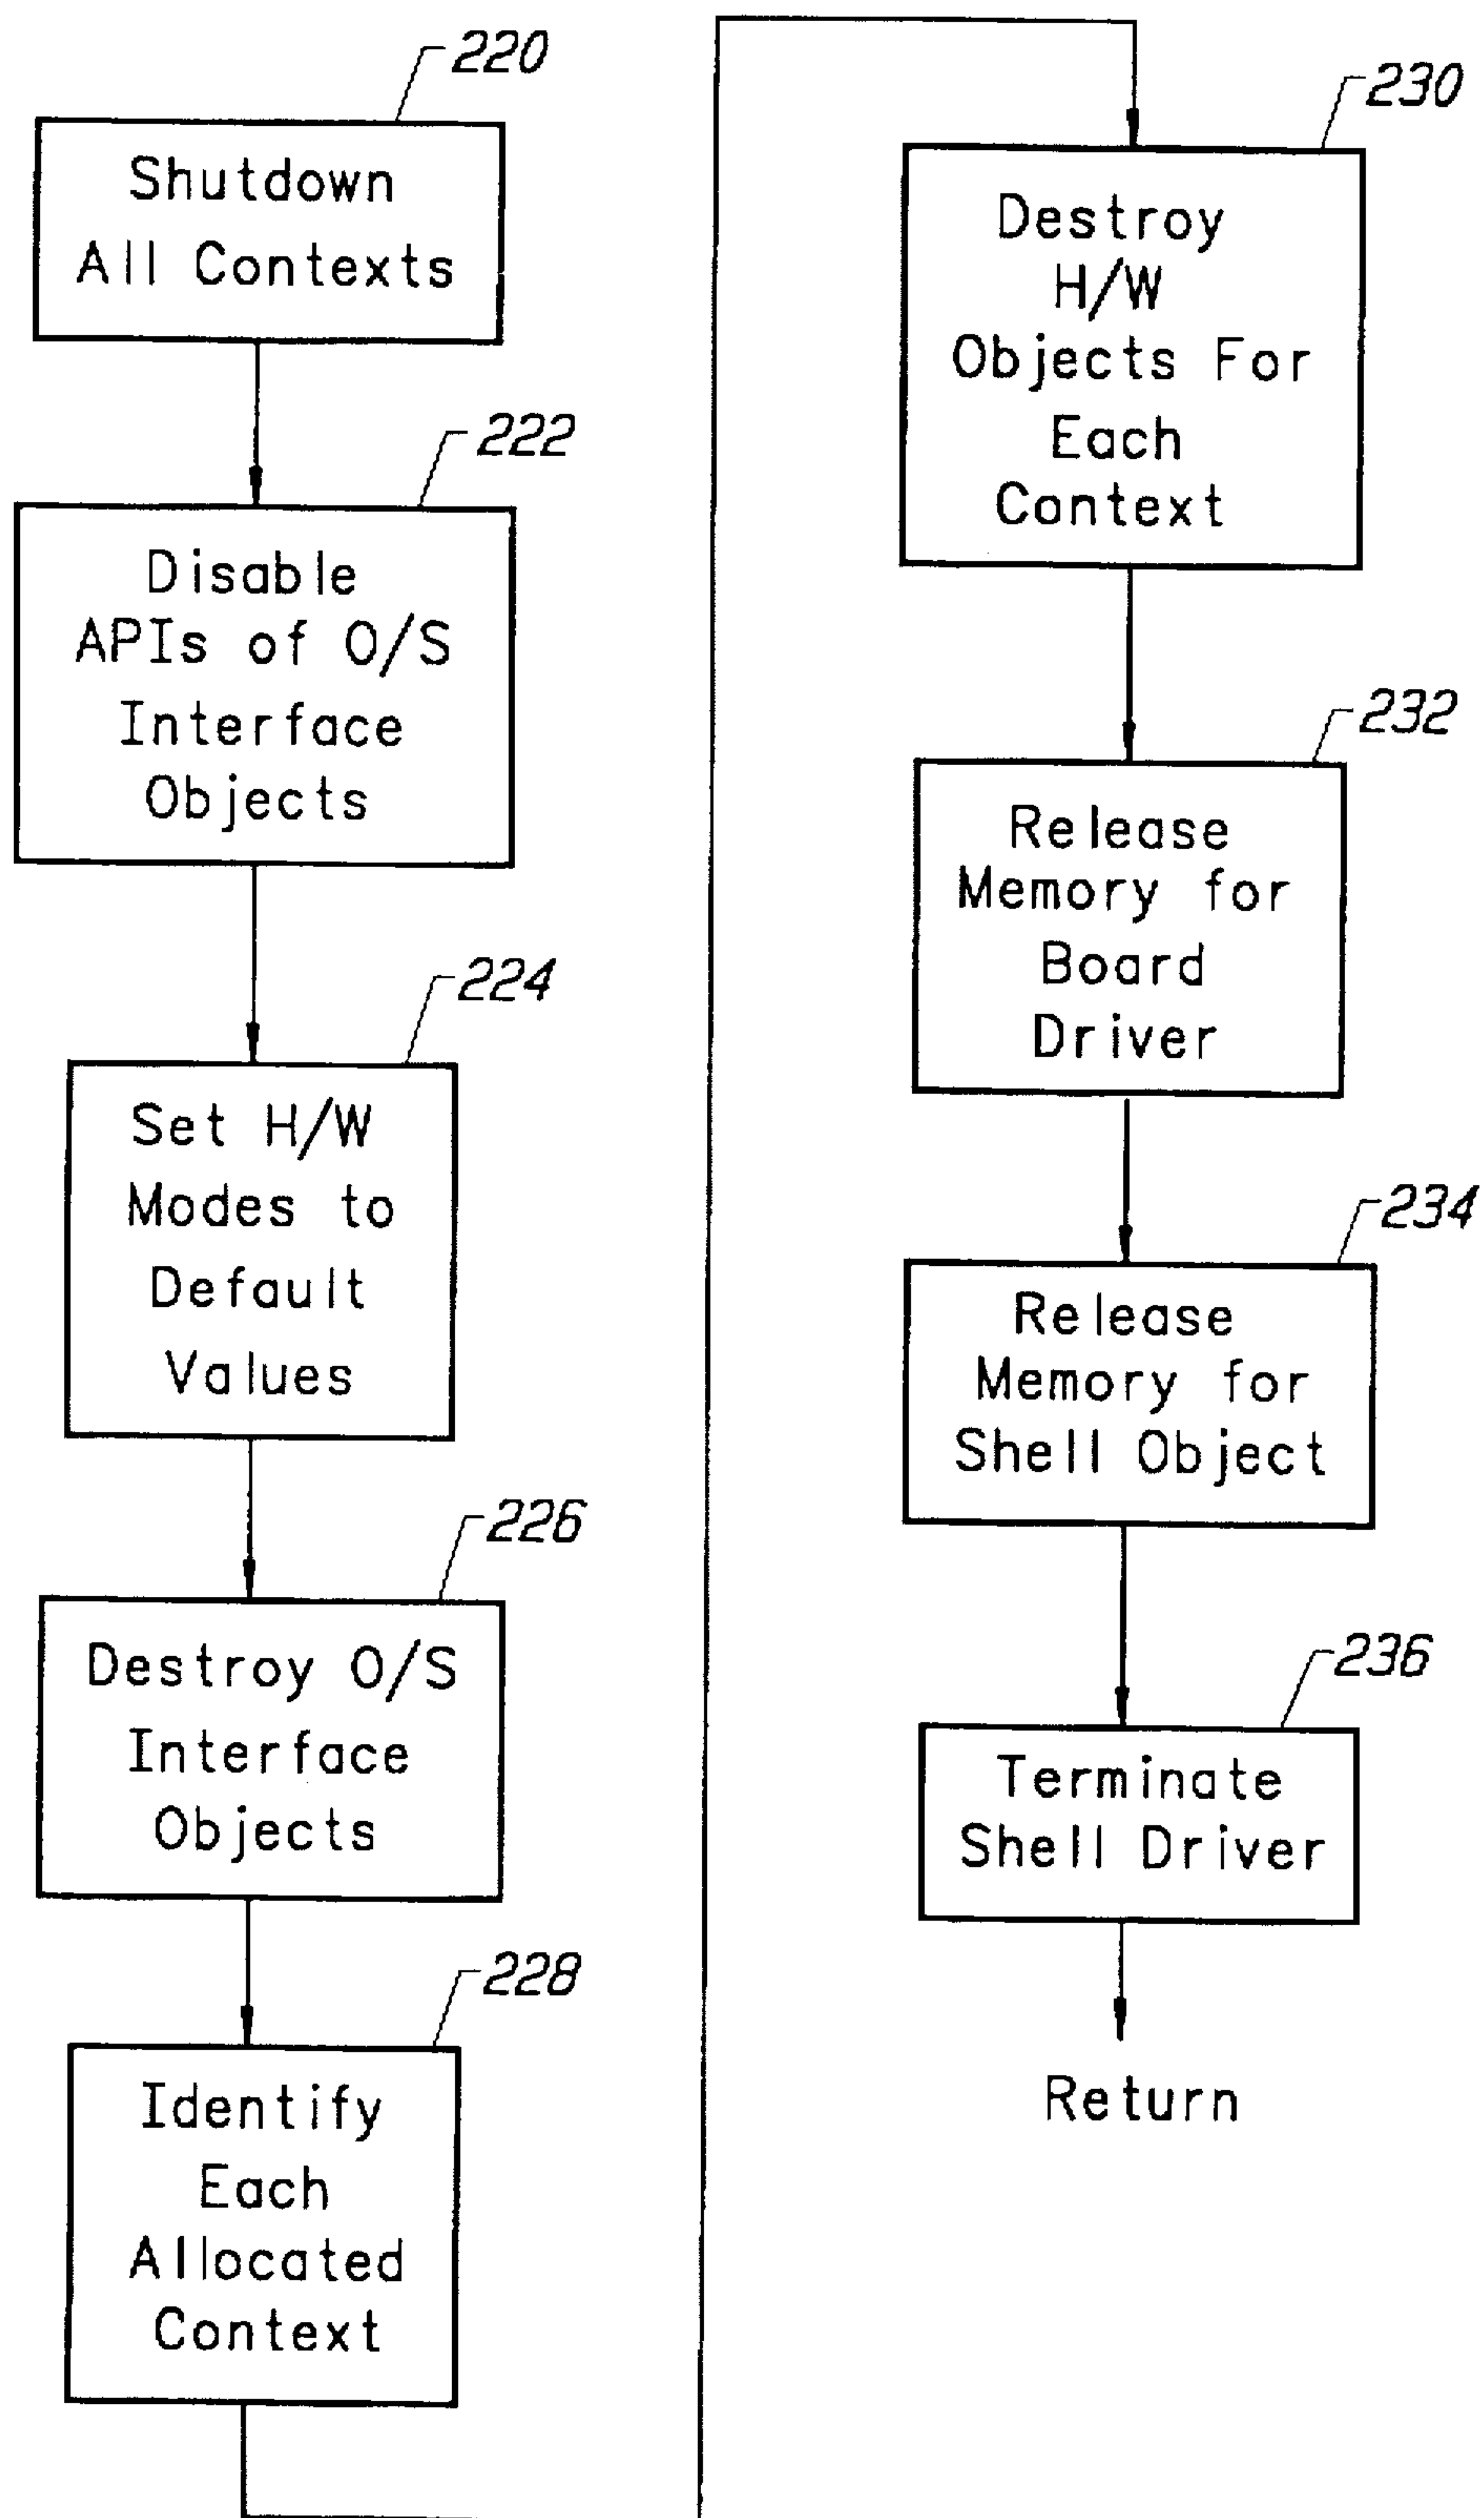 220
Shutdown
All Contexts
222
Disable
APIs of O/S
Interface
Objects
224
Set H/W
Modes to
Default
Values
226
Destroy O/S
Interface
Objects
228
Identify
Each
Allocated
Context
230
Destroy
H/W
Objects For
Each
Context
232
Release
Memory for
Board
Driver
234
Release
Memory for
Shell Object
236
Terminate
Shell Driver
Return